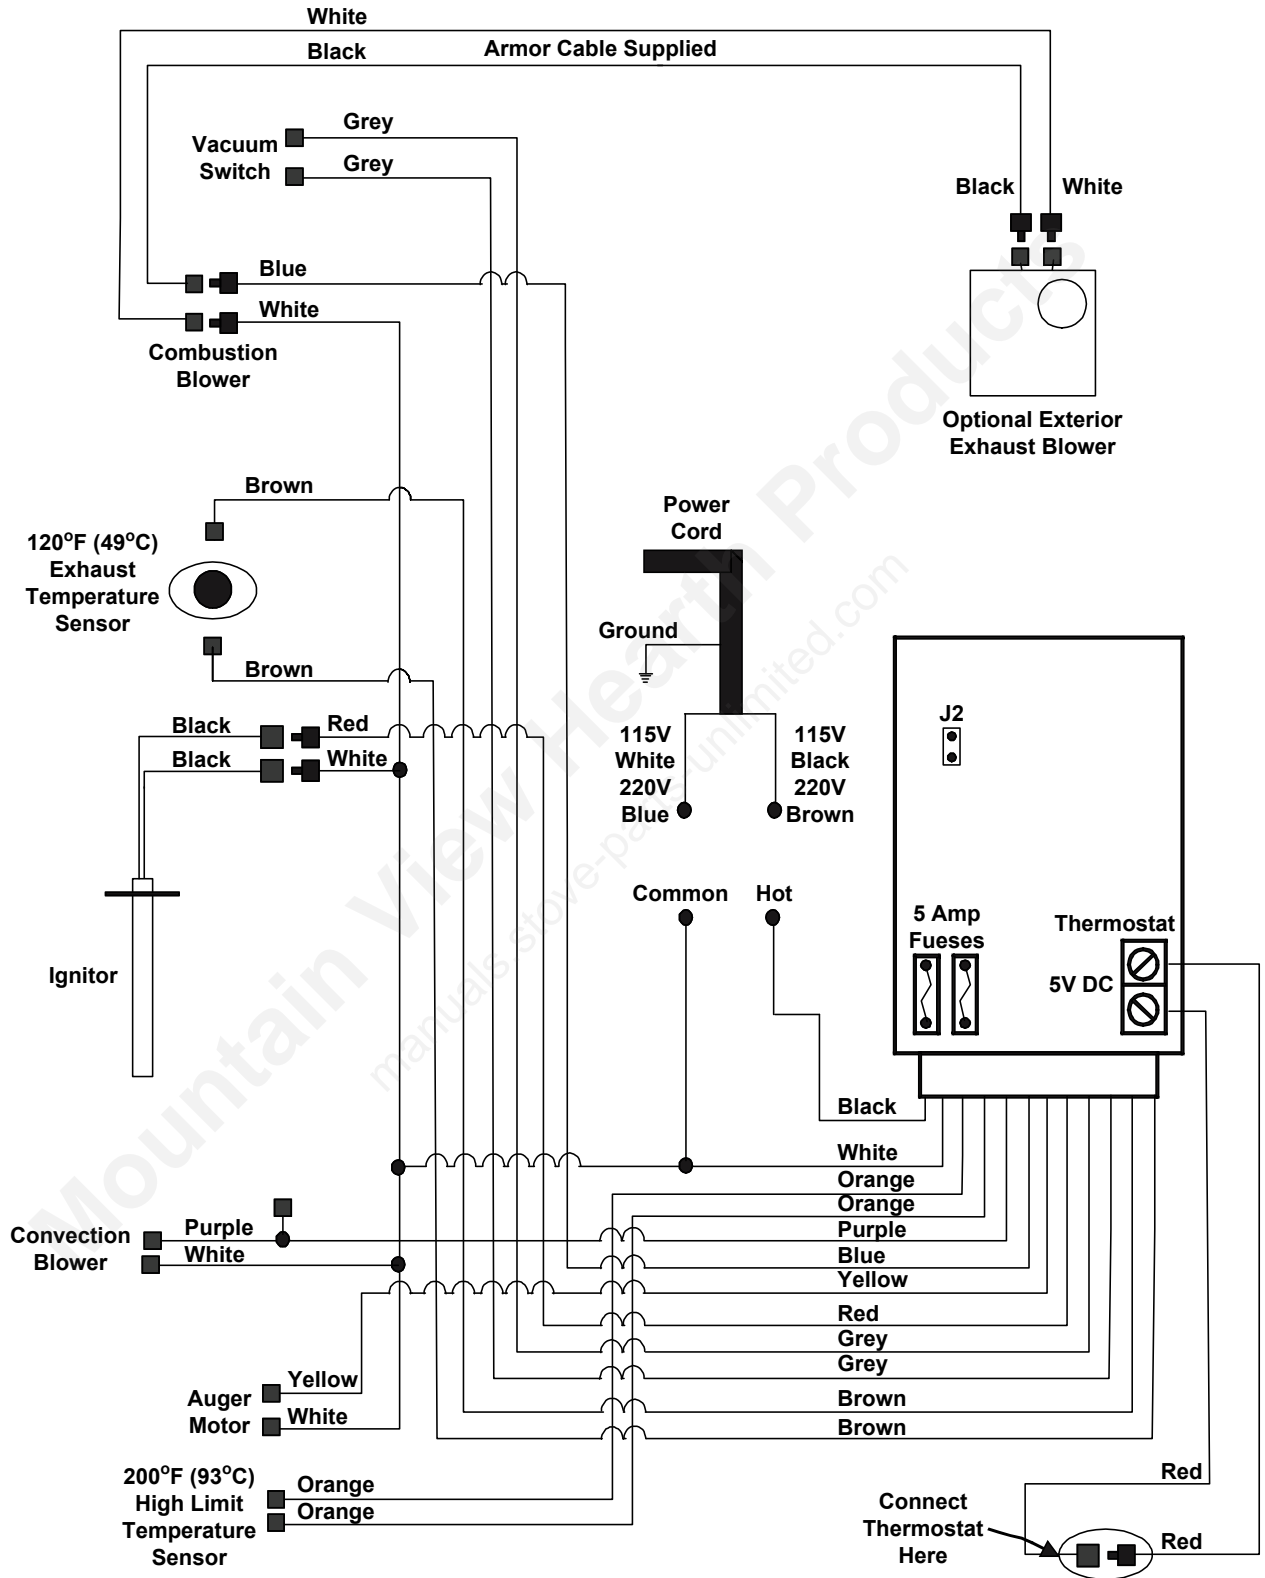 White
Black
Armor Cable Supplied
Grey
Vacuum
Switch
Grey
Black
White
Blue
White
Combustion
Blower
Optional Exterior
Exhaust Blower
Brown
Power
Cord
120°F (49°C)
Exhaust
Temperature
Sensor
Ground
Brown
Black
Red
Black
White
115V
White
220V
Blue
115V
Black
220V
Brown
J2
Common
Hot
5 Amp
Fueses
Thermostat
5V DC
Ignitor
Black
White
Orange
Orange
Purple
Blue
Yellow
Red
Grey
Grey
Brown
Brown
Convection
Blower
Purple
White
Auger
Motor
Yellow
White
200°F (93°C)
High Limit
Temperature
Sensor
Orange
Orange
Connect
Thermostat
Here
Red
Red
Mountain View Hearth Products
manuals.stove-parts-unlimited.com